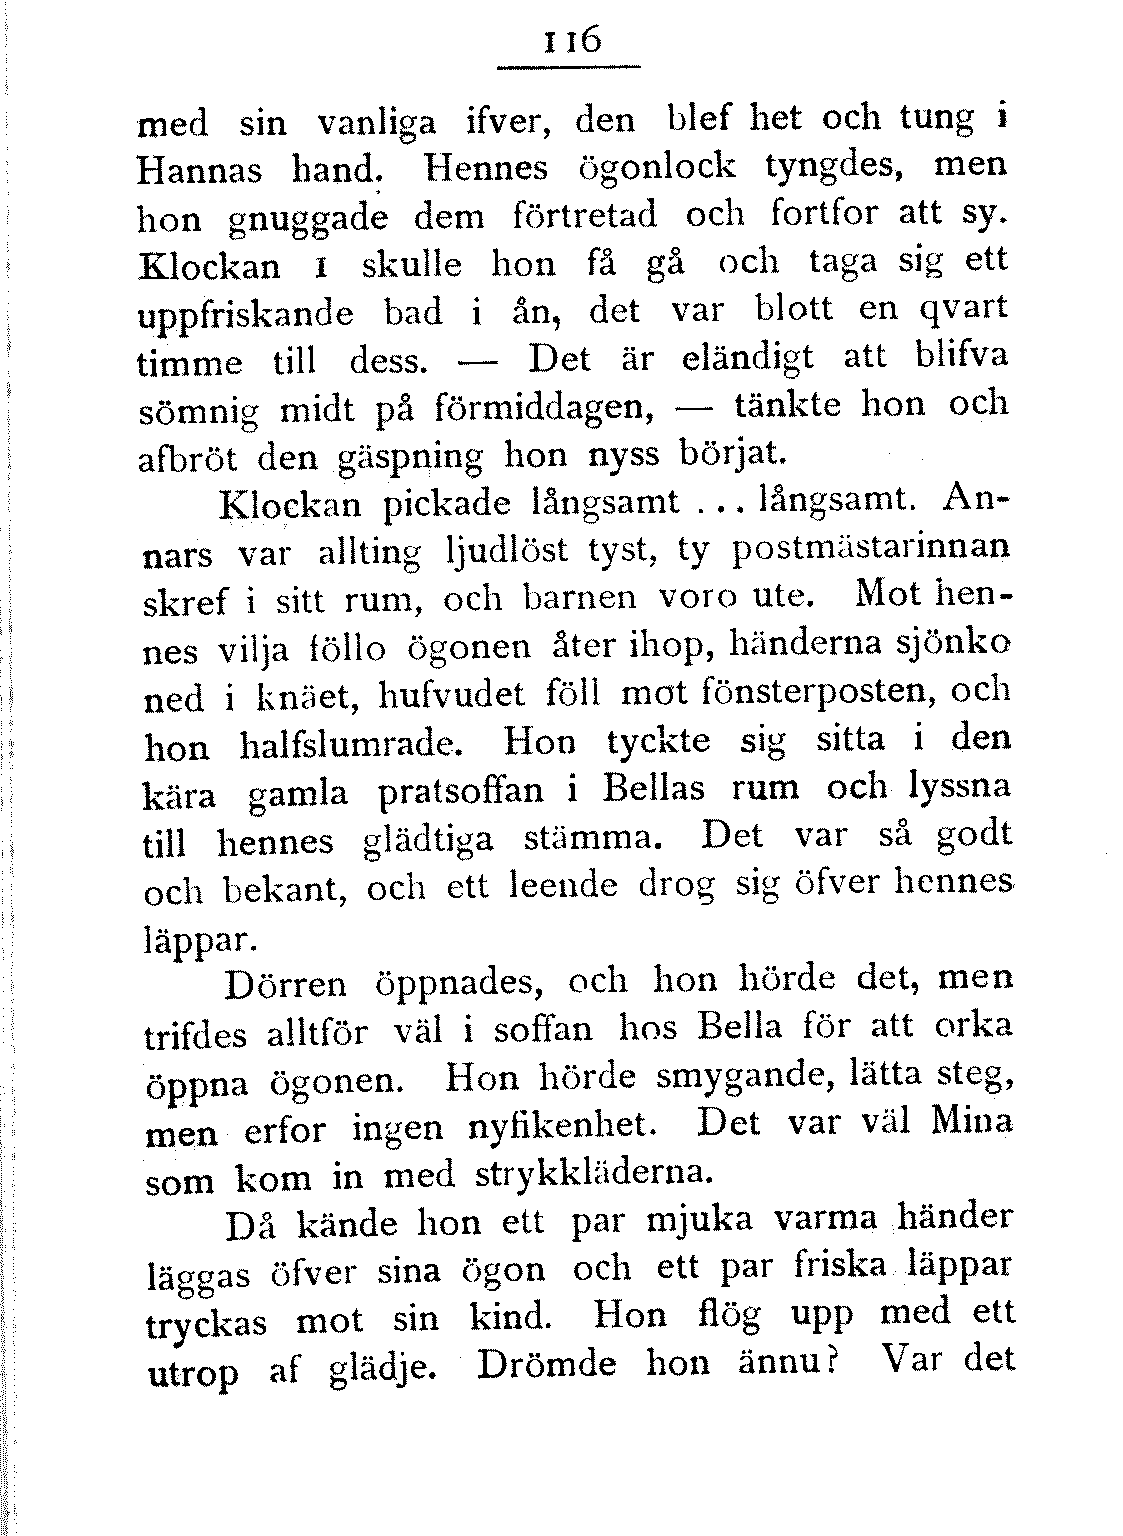 116
med sin vanliga ifver, den blef het och tung i
Hannas hand. Hennes ögonlock tyngdes, men
hon gnuggade dem förtretad och fortfor att sy.
Klockan 1 skulle hon få gå och taga sig ett
uppfriskande bad i ån, det var blott en qvart
timme till dess. — Det är eländigt att blifva
sömnig midt på förmiddagen, — tänkte hon och
afbröt den gäspning hon nyss börjat.
Klockan pickade långsamt ... långsamt. An-
nars var allting ljudlöst tyst, ty postmästarinnan
skref i sitt rum, och barnen voro ute. Mot hen-
nes vilja föllo ögonen åter ihop, händerna sjönko
ned i knäet, hufvudet föll mot fönsterposten, och
hon halfslumrade. Hon tyckte sig sitta i den
kära gamla pratsoffan i Bellas rum och lyssna
till hennes glädtiga stämma. Det var så godt
och bekant, och ett leende drog sig öfver hennes
läppar.
Dörren öppnades, och hon hörde det, men
trifdes alltför väl i soffan hos Bella för att orka
öppna ögonen. Hon hörde smygande, lätta steg,
men erfor ingen nyfikenhet. Det var väl Mina
som kom in med strykkläderna.
Då kände hon ett par mjuka varma händer
läggas öfver sina ögon och ett par friska läppar
tryckas mot sin kind. Hon flög upp med ett
utrop af glädje. Drömde hon ännu? Var det